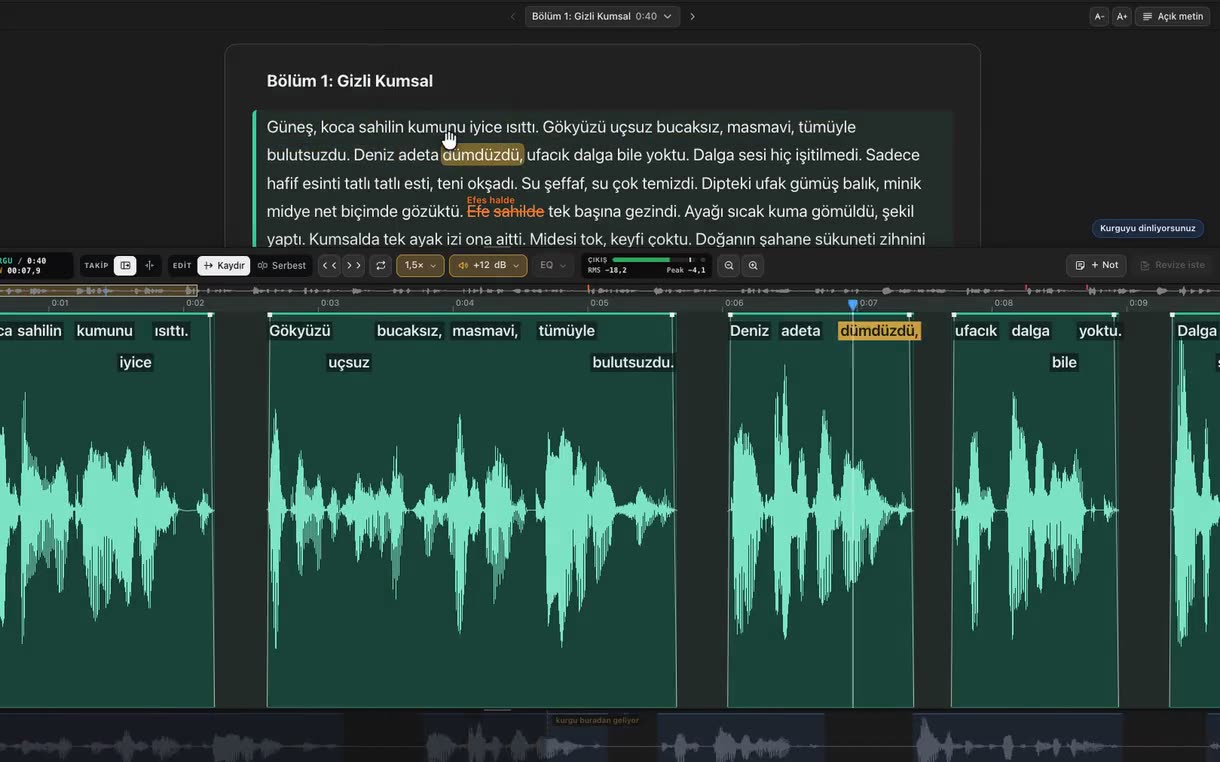 Bölüm 1: Gizli Kumsal 0:40
A- A+ Açık metin
Bölüm 1: Gizli Kumsal
Güneş, koca sahilin kumunu iyice ısıttı. Gökyüzü uçsuz bucaksız, masmavi, tümüyle
bulutsuzdu. Deniz adeta dümdüzdü, ufacık dalga bile yoktu. Dalga sesi hiç işitilmedi. Sadece
hafif esinti tatlı tatlı esti, teni okşadı. Su şeffaf, su çok temizdi. Dipteki ufak gümüş balık, minik
Efes halde
midye net biçimde gözüktü. Efe sahilde tek başına gezindi. Ayağı sıcak kuma gömüldü, şekil
yaptı. Kumsalda tek ayak izi ona aitti. Midesi tok, keyfi çoktu. Doğanın şahane sükuneti zihnini
Kurguyu dinliyorsunuz
RGU / 0:40
00:07,9
TAKİP EDİT Kaydır Serbest 1,5× +12 dB EQ
ÇIKIŞ
RMS −18,2 Peak −4,1
+ Not Revize iste
0:01 0:02 0:03 0:04 0:05 0:06 0:07 0:08 0:09
ca sahilin kumunu ısıttı. Gökyüzü bucaksız, masmavi, tümüyle Deniz adeta dümdüzdü, ufacık dalga yoktu. Dalga
iyice uçsuz bulutsuzdu. bile
kurgu buradan geliyor